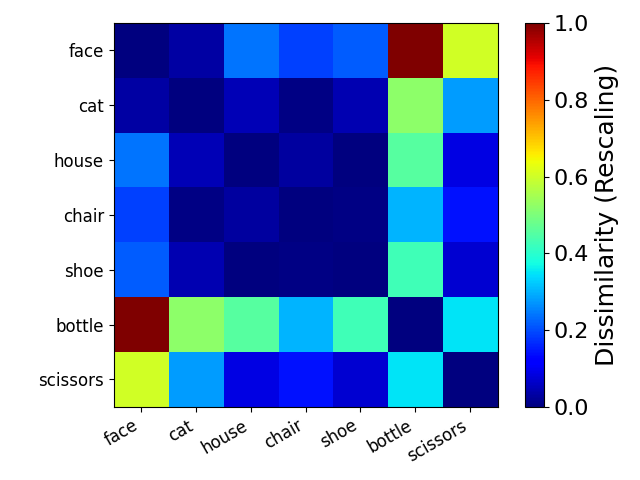 face
cat
house
chair
shoe
bottle
scissors
face
cat
house
chair
shoe
bottle
scissors
1.0
0.8
0.6
0.4
0.2
0.0
Dissimilarity (Rescaling)